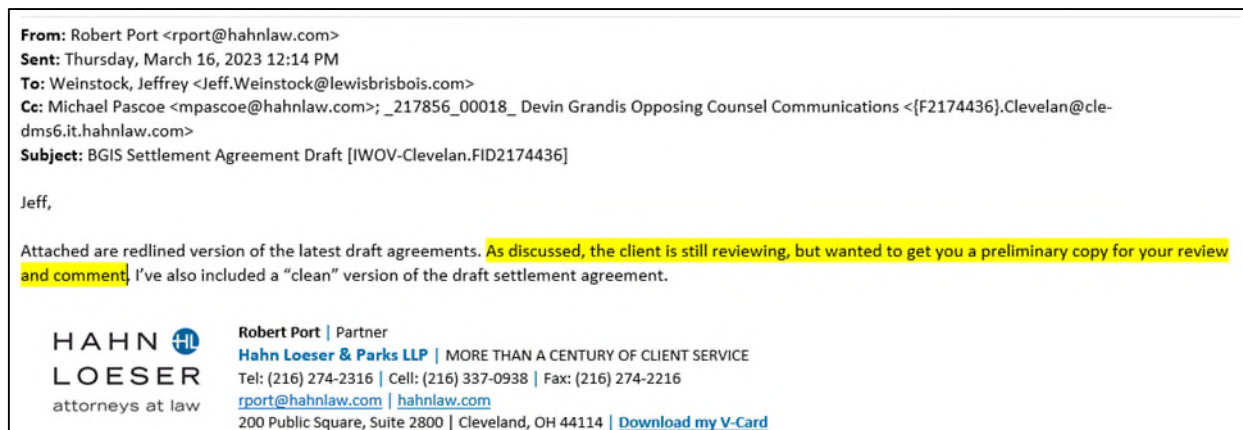 From: Robert Port <rport@hahnlaw.com>
Sent: Thursday, March 16, 2023 12:14 PM
To: Weinstock, Jeffrey <Jeff.Weinstock@lewisbrisbois.com>
Cc: Michael Pascoe <mpascoe@hahnlaw.com>; _217856_00018_ Devin Grandis Opposing Counsel Communications <{F2174436}.Clevelan@cle-
dms6.it.hahnlaw.com>
Subject: BGIS Settlement Agreement Draft [IWOV-Clevelan.FID2174436]
Jeff,
Attached are redlined version of the latest draft agreements. As discussed, the client is still reviewing, but wanted to get you a preliminary copy for your review
and comment. I've also included a “clean” version of the draft settlement agreement.
HAHN HL
LOESER
attorneys at law
Robert Port | Partner
Hahn Loeser & Parks LLP | MORE THAN A CENTURY OF CLIENT SERVICE
Tel: (216) 274-2316 | Cell: (216) 337-0938 | Fax: (216) 274-2216
rport@hahnlaw.com | hahnlaw.com
200 Public Square, Suite 2800 | Cleveland, OH 44114 | Download my V-Card